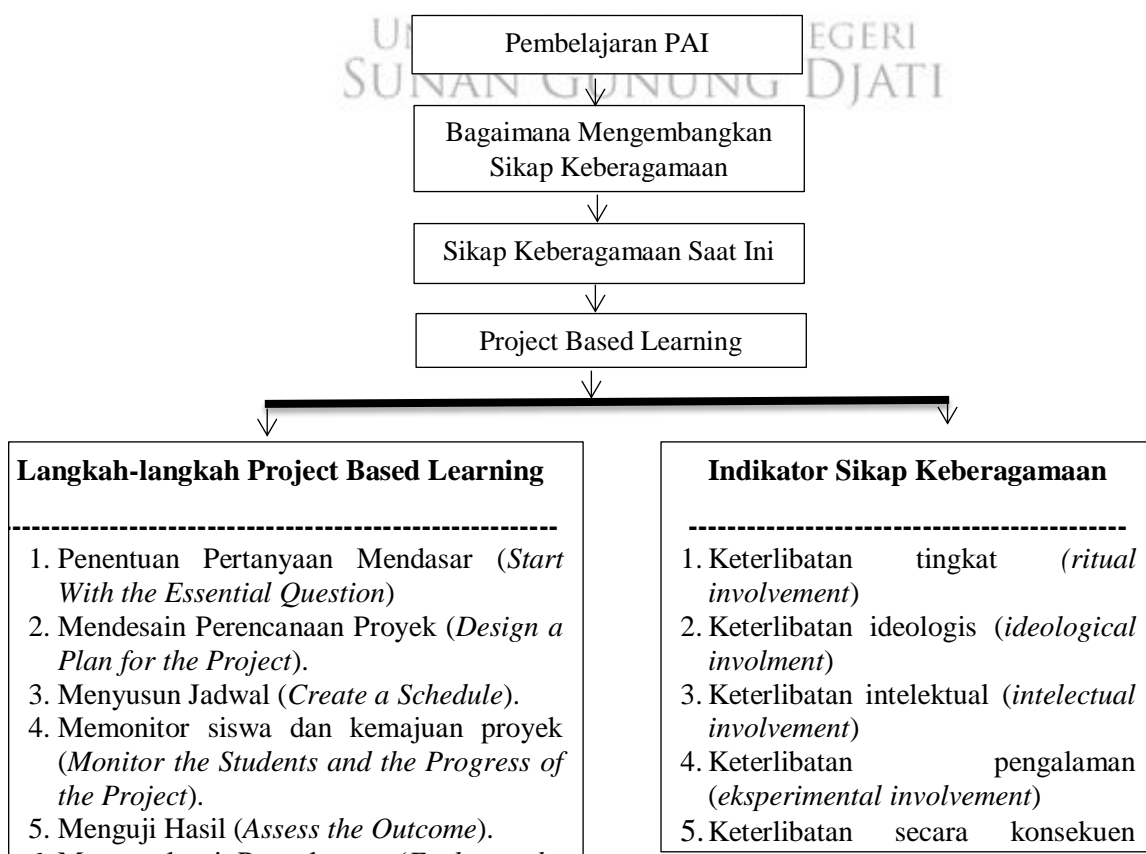 EGERI
SUNAN GUNUNG DJATI
Pembelajaran PAI
Bagaimana Mengembangkan
Sikap Keberagamaan
Sikap Keberagamaan Saat Ini
Project Based Learning
Langkah-langkah Project Based Learning
1. Penentuan Pertanyaan Mendasar (Start
With the Essential Question)
2. Mendesain Perencanaan Proyek (Design a
Plan for the Project).
3. Menyusun Jadwal (Create a Schedule).
4. Memonitor siswa dan kemajuan proyek
(Monitor the Students and the Progress of
the Project).
5. Menguji Hasil (Assess the Outcome).
Indikator Sikap Keberagamaan
1. Keterlibatan tingkat (ritual
involvement)
2. Keterlibatan ideologis (ideological
involment)
3. Keterlibatan intelektual (intelectual
involvement)
4. Keterlibatan pengalaman
(eksperimental involvement)
5. Keterlibatan secara konsekuen